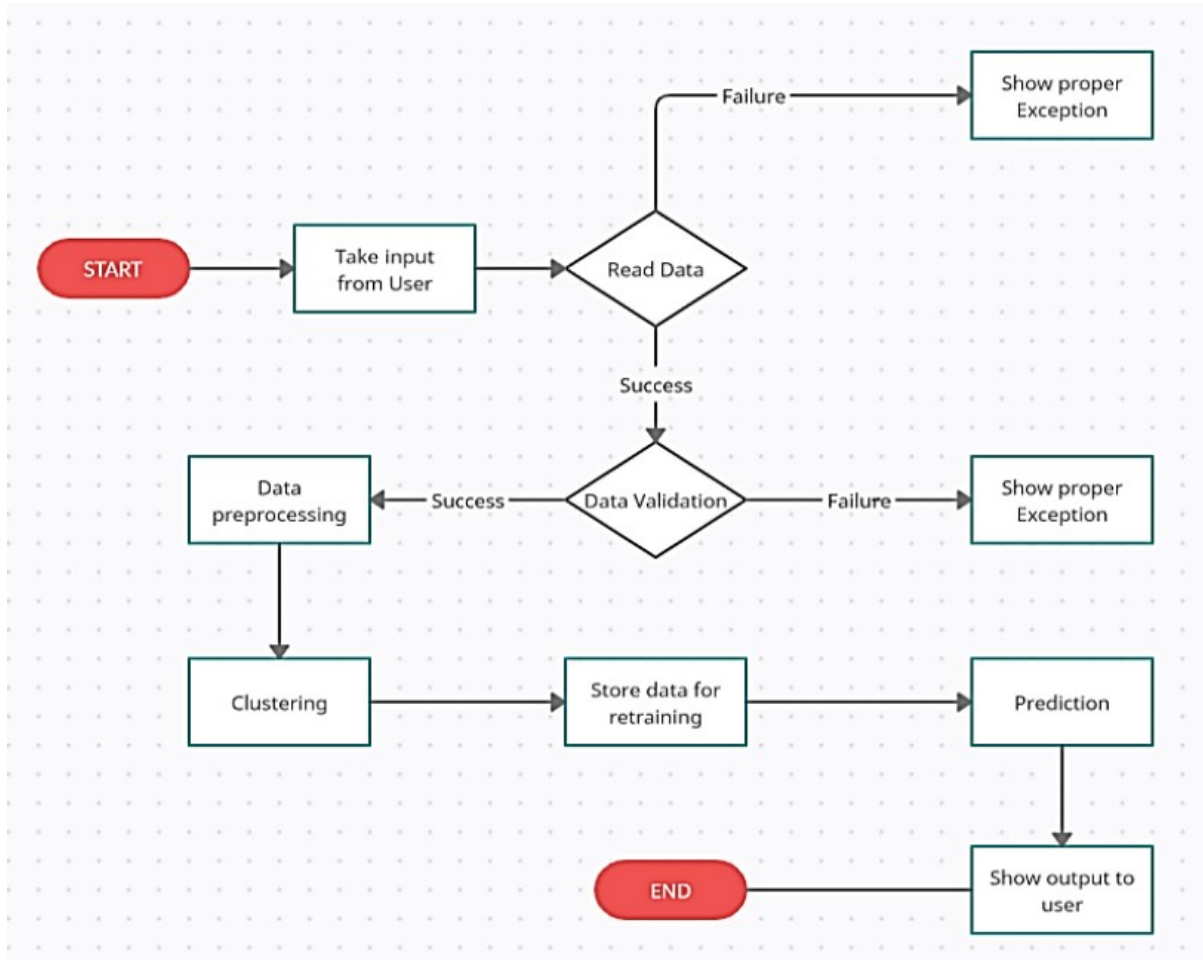 Failure
Show proper
Exception
START
Take input
from User
Read Data
Success
Data
preprocessing
Success
Data Validation
Failure
Show proper
Exception
Clustering
Store data for
retraining
Prediction
END
Show output to
user